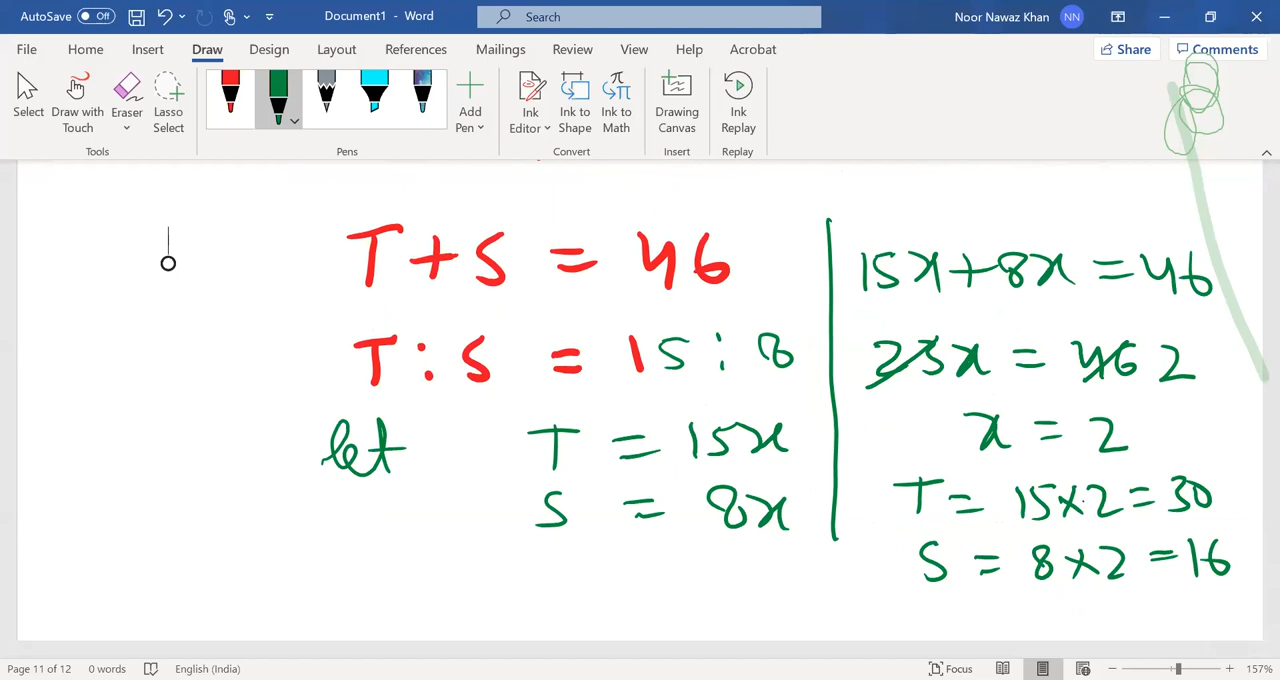 AutoSave Off Document1 - Word Search Noor Nawaz Khan NN
File Home Insert Draw Design Layout References Mailings Review View Help Acrobat Share Comments
Select Draw with Touch Eraser Lasso Select Add Pen Ink Editor Ink to Shape Ink to Math Drawing Canvas Ink Replay
Tools Pens Convert Insert Replay
T+S = 46
T : S = 15 : 8
let T = 15x
S = 8x
15x+8x=46
23x = 46 2
x = 2
T = 15×2=30
S = 8×2=16
Page 11 of 12 0 words English (India) Focus 157%